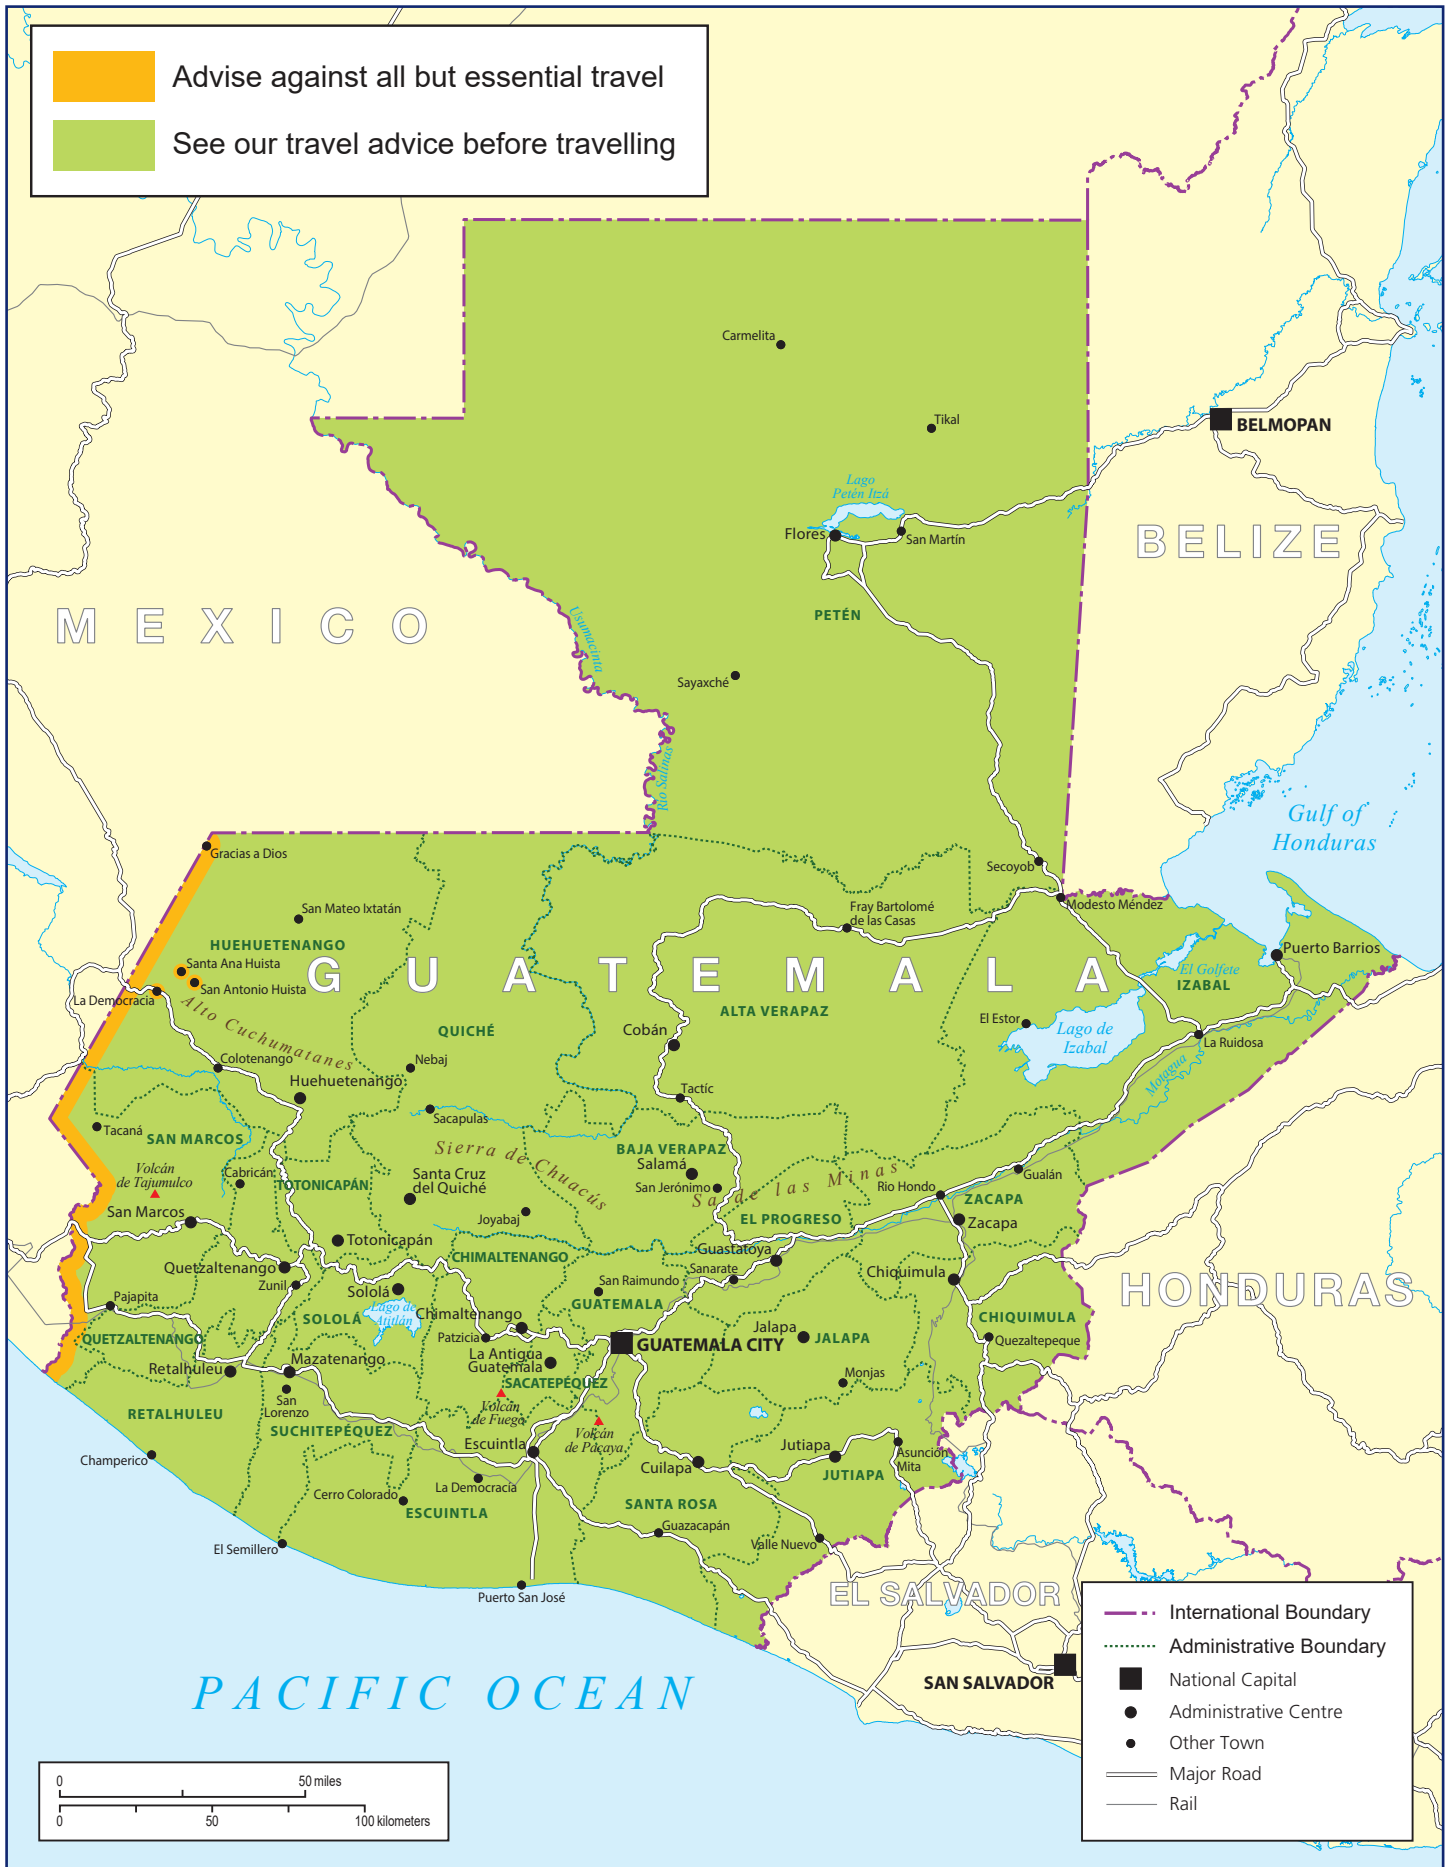 Advise against all but essential travel
See our travel advice before travelling
Carmelita
Tikal
BELMOPAN
Lago
Petén Itzá
Flores
San Martín
BELIZE
MEXICO
PETÉN
Usumacinta
Sayaxché
Río Salinas
Gulf of
Honduras
Gracias a Dios
Secoyob
Modesto Méndez
San Mateo Ixtatán
Fray Bartolomé
de las Casas
HUEHUETENANGO
Puerto Barrios
Santa Ana Huista
GUATEMALA
El Golfete
IZABAL
San Antonio Huista
La Democracia
Alto Cuchumatanes
QUICHÉ
ALTA VERAPAZ
El Estor
Cobán
Lago de
Izabal
La Ruidosa
Colotenango
Nebaj
Motagua
Huehuetenango
Tactíc
Sacapulas
Tacaná
SAN MARCOS
Sierra de Chuacús
BAJA VERAPAZ
Salamá
Volcán
de Tajumulco
Cabricán
TOTONICAPÁN
Santa Cruz
del Quiché
San Jerónimo
Sa de las Minas
Gualán
Rio Hondo
ZACAPA
San Marcos
Joyabaj
EL PROGRESO
Zacapa
Totonicapán
CHIMALTENANGO
Guastatoya
Quetzaltenango
Sanarate
Chiquimula
Zunil
Sololá
San Raimundo
HONDURAS
Pajapita
Lago de
Atitlán
GUATEMALA
SOLOLÁ
Chimaltenango
CHIQUIMULA
QUETZALTENANGO
Patzicia
GUATEMALA CITY
Jalapa
JALAPA
Quezaltepeque
Mazatenango
La Antigua
Guatemala
Retalhuleu
SACATEPÉQUEZ
Monjas
San
Lorenzo
Volcán
de Fuego
RETALHULEU
SUCHITEPÉQUEZ
Volcán
de Pacaya
Escuintla
Jutiapa
Asunción
Mita
Champerico
Cuilapa
JUTIAPA
La Democracia
Cerro Colorado
ESCUINTLA
SANTA ROSA
Guazacapán
El Semillero
Valle Nuevo
Puerto San José
EL SALVADOR
SAN SALVADOR
PACIFIC OCEAN
International Boundary
Administrative Boundary
National Capital
Administrative Centre
Other Town
Major Road
Rail
0 50 miles
0 50 100 kilometers